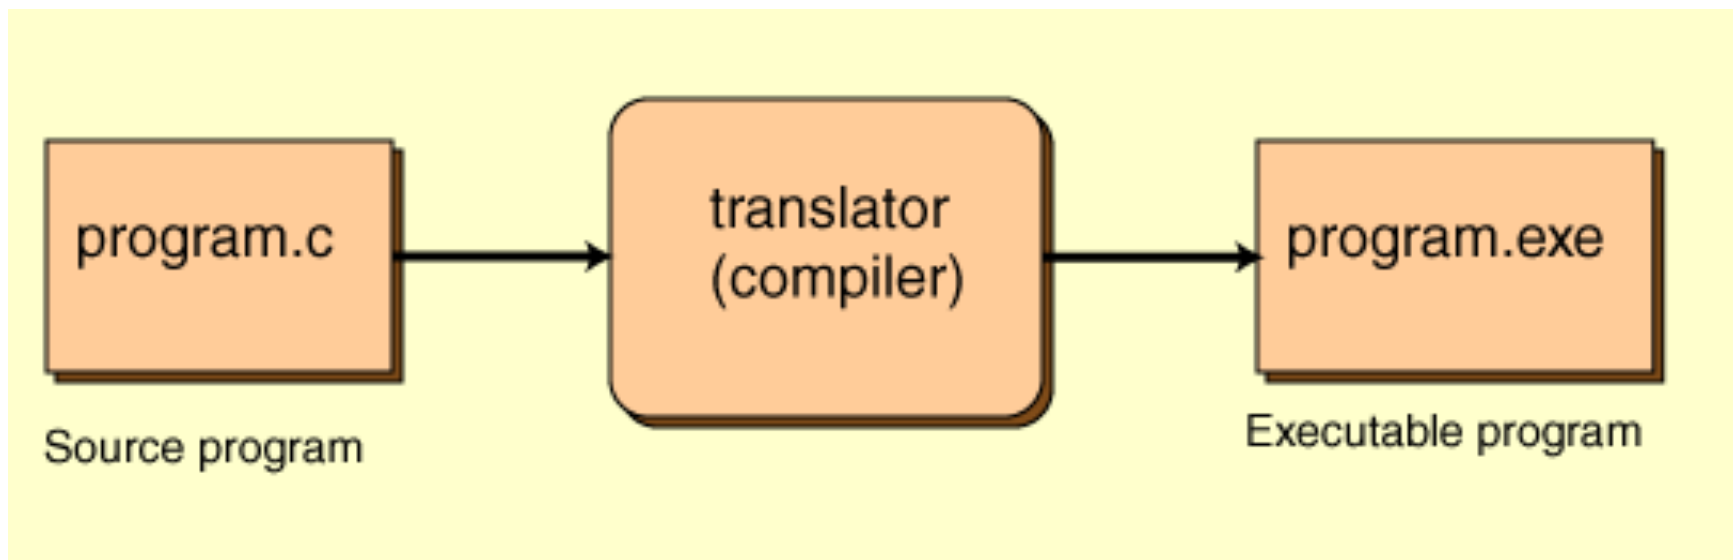 program.c
Source program
translator
(compiler)
program.exe
Executable program